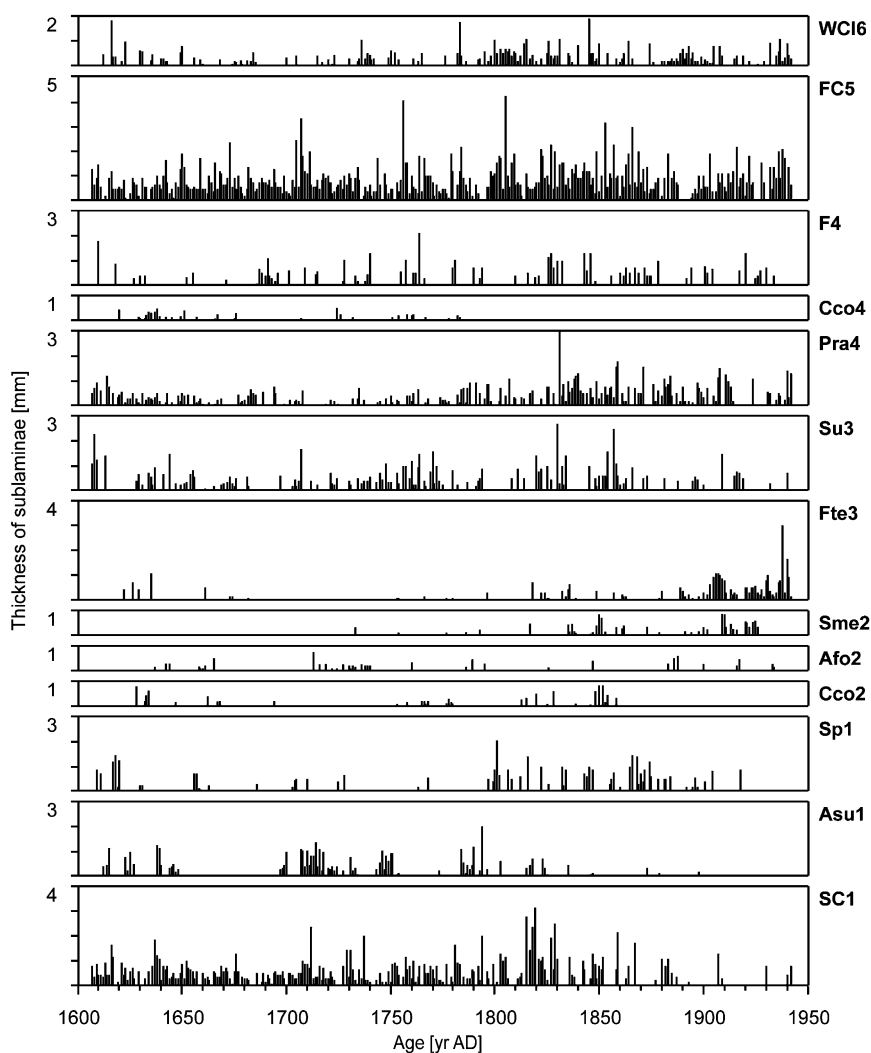 2 WCl6
5 FC5
3 F4
1 Cco4
3 Pra4
3 Su3
4 Fte3
1 Sme2
1 Afo2
1 Cco2
3 Sp1
3 Asu1
4 SC1
Thickness of sublaminae [mm]
1600 1650 1700 1750 1800 1850 1900 1950
Age [yr AD]